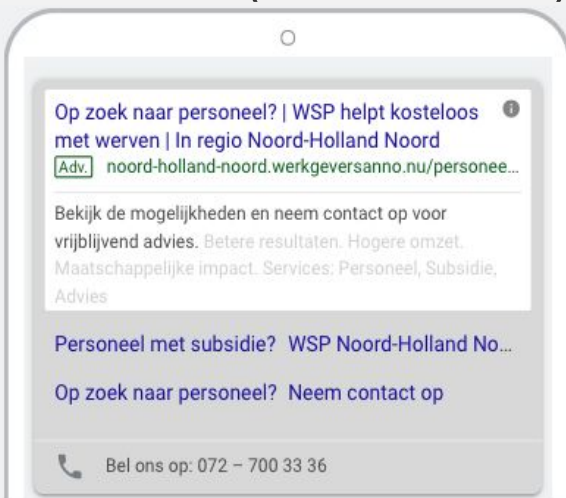 Op zoek naar personeel? | WSP helpt kosteloos
met werven | In regio Noord-Holland Noord
Adv. noord-holland-noord.werkgeversanno.nu/personee...
Bekijk de mogelijkheden en neem contact op voor
vrijblijvend advies. Betere resultaten. Hogere omzet.
Maatschappelijke impact. Services: Personeel, Subsidie,
Advies
Personeel met subsidie? WSP Noord-Holland No...
Op zoek naar personeel? Neem contact op
Bel ons op: 072 – 700 33 36